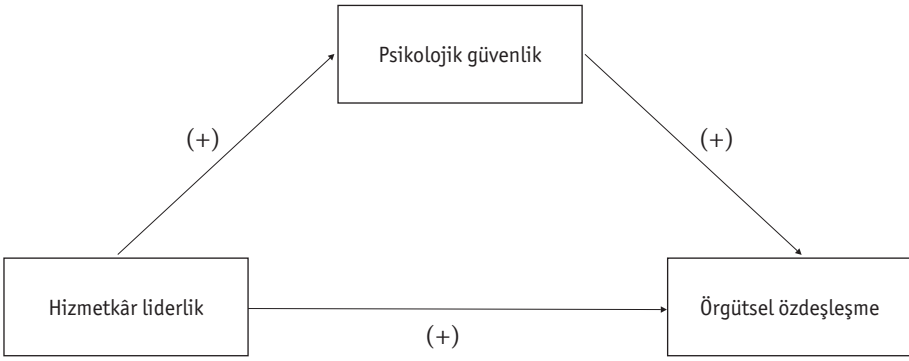 Psikolojik güvenlik
(+)
(+)
Hizmetkâr liderlik
Örgütsel özdeşleşme
(+)